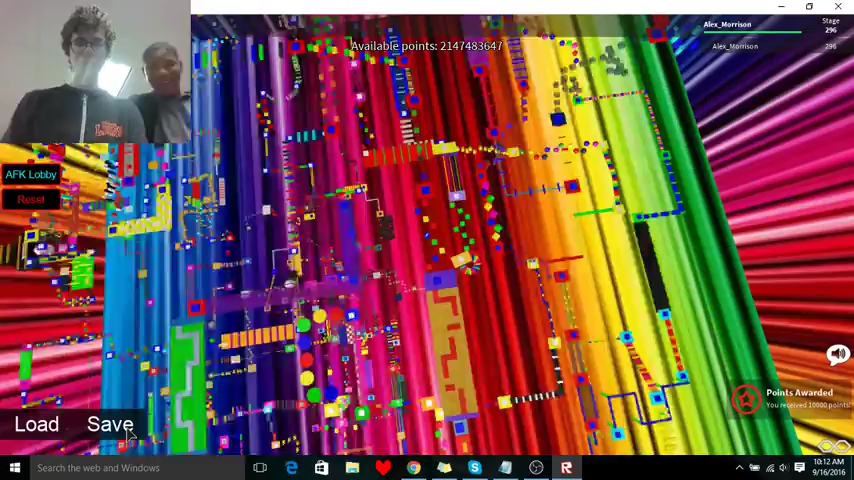 Available points: 2147483647
Alex_Morrison
Stage
296
Alex_Morrison
296
AFK Lobby
Reset
Points Awarded
You received 10000 points!
Load
Save
Search the web and Windows
10:12 AM
9/16/2016